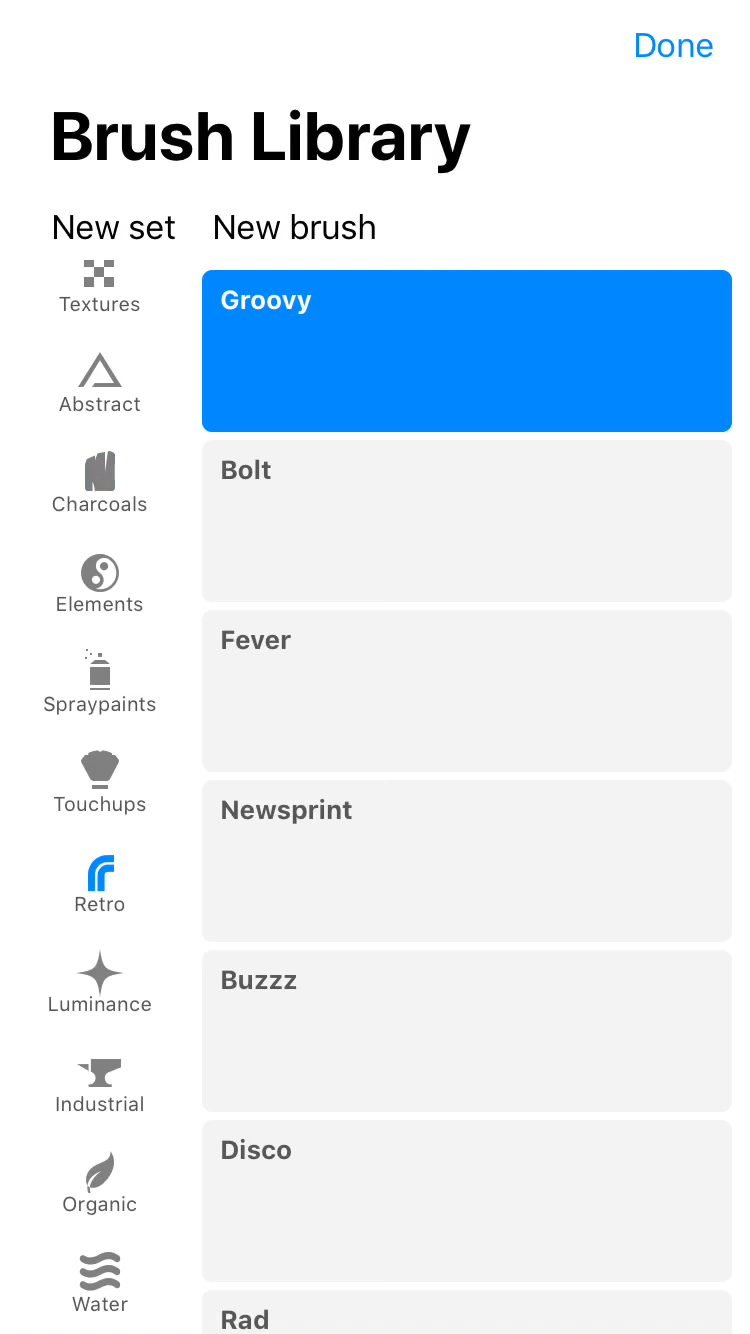 Done
Brush Library
New set
New brush
Textures
Abstract
Charcoals
Elements
Spraypaints
Touchups
Retro
Luminance
Industrial
Organic
Water
Groovy
Bolt
Fever
Newsprint
Buzzz
Disco
Rad